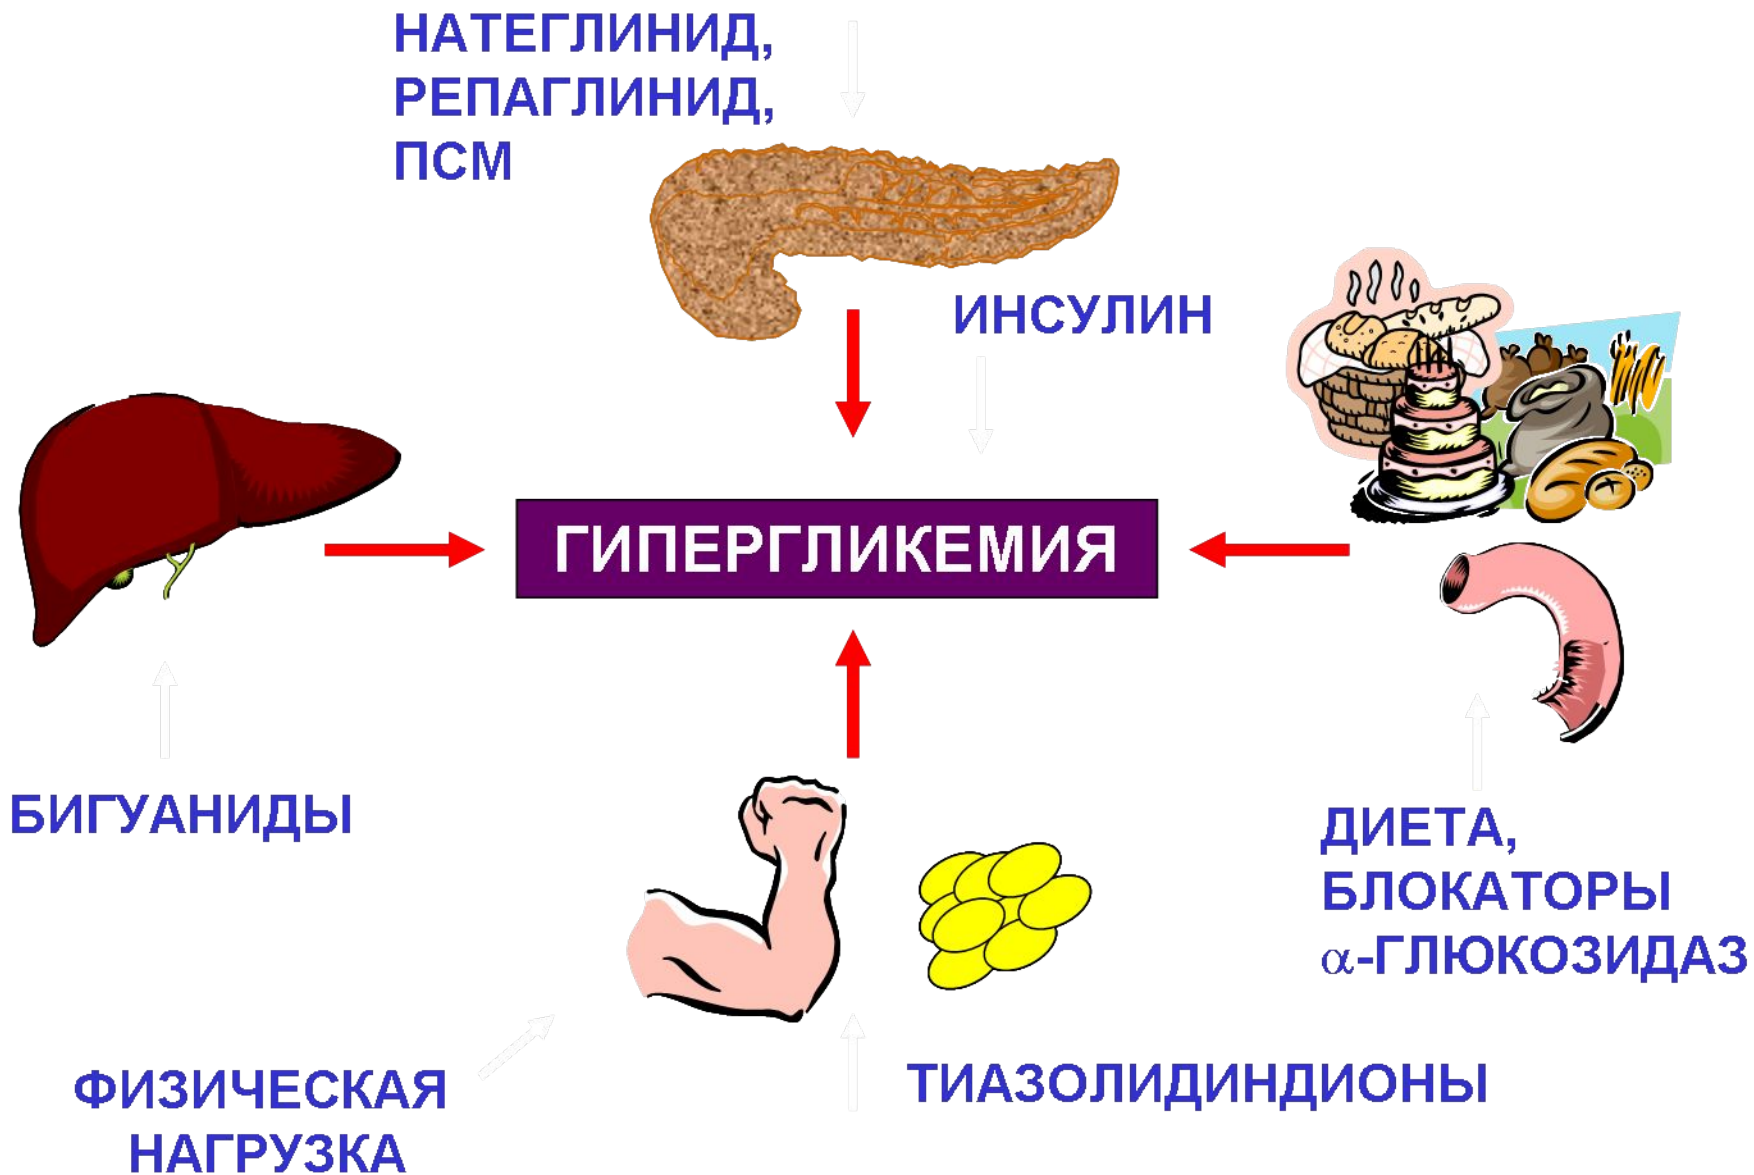 НАТЕГЛИНИД,
РЕПАГЛИНИД,
ПСМ
ИНСУЛИН
ГИПЕРГЛИКЕМИЯ
БИГУАНИДЫ
ДИЕТА,
БЛОКАТОРЫ
α-ГЛЮКОЗИДАЗ
ФИЗИЧЕСКАЯ
НАГРУЗКА
ТИАЗОЛИДИНДИОНЫ